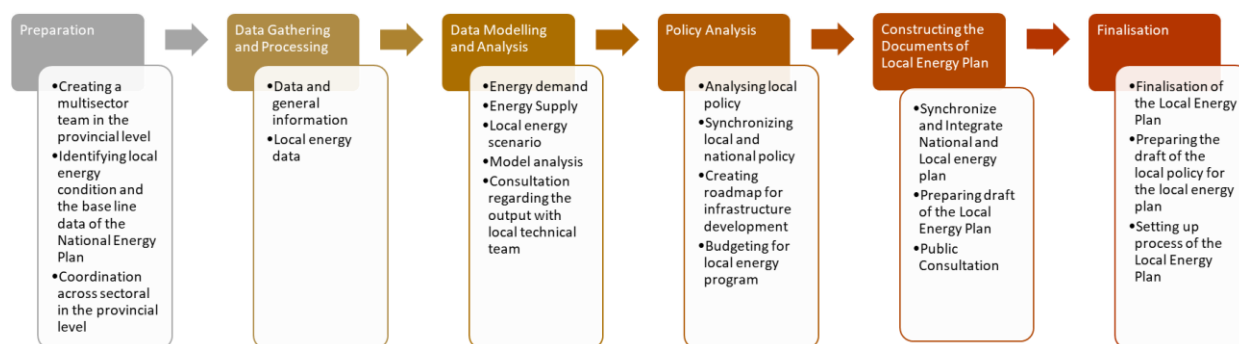 Preparation
•Creating a
multisector
team in the
provincial level
•Identifying local
energy
condition and
the base line
data of the
National Energy
Plan
•Coordination
across sectoral
in the provincial
level
Data Gathering
and Processing
•Data and
general
information
•Local energy
data
Data Modelling
and Analysis
•Energy demand
•Energy Supply
•Local energy
scenario
•Model analysis
•Consultation
regarding the
output with
local technical
team
Policy Analysis
•Analysing local
policy
•Synchronizing
local and
national policy
•Creating
roadmap for
infrastructure
development
•Budgeting for
local energy
program
Constructing the
Documents of
Local Energy Plan
•Synchronize
and Integrate
National and
Local energy
plan
•Preparing draft
of the Local
Energy Plan
•Public
Consultation
Finalisation
•Finalisation of
the Local Energy
Plan
•Preparing the
draft of the
local policy for
the local energy
plan
•Setting up
process of the
Local Energy
Plan